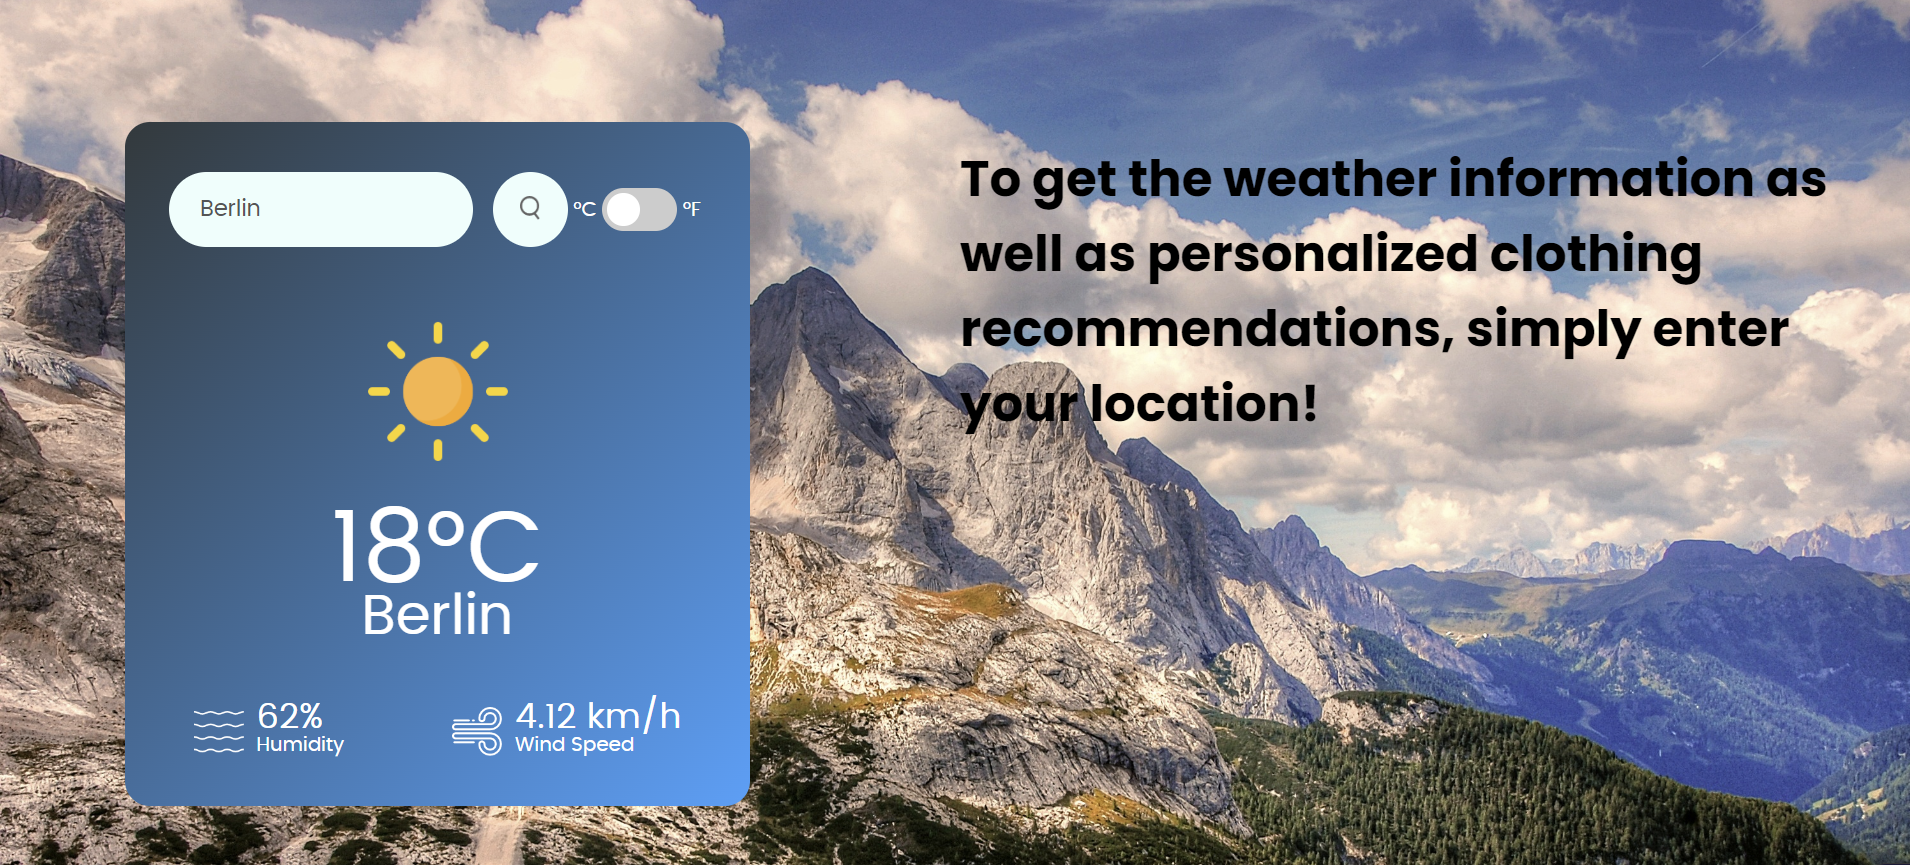 Berlin
°C °F
18°C
Berlin
62%
Humidity
4.12 km/h
Wind Speed
To get the weather information as
well as personalized clothing
recommendations, simply enter
your location!